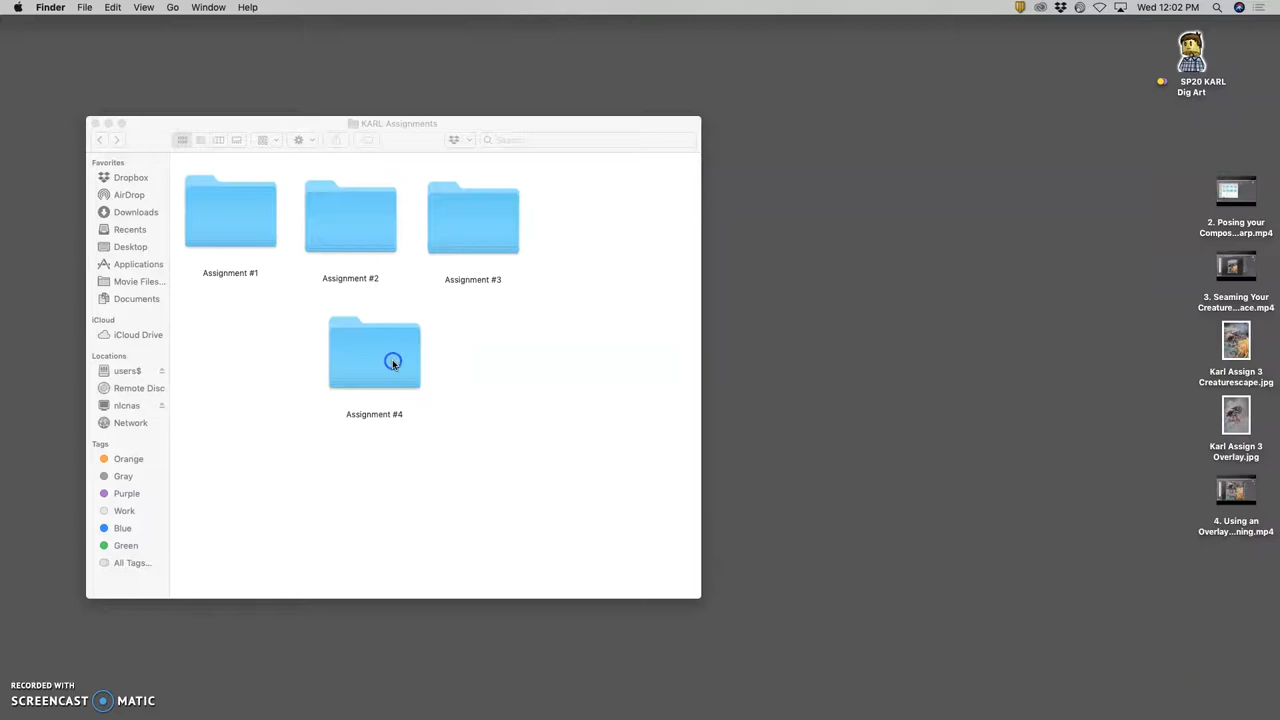 Finder File Edit View Go Window Help
Wed 12:02 PM
SP20 KARL
Dig Art
KARL Assignments
Search
Favorites
Dropbox
AirDrop
Downloads
Recents
Desktop
Applications
Movie Files...
Documents
iCloud
iCloud Drive
Locations
users$
Remote Disc
nlcnas
Network
Tags
Orange
Gray
Purple
Work
Blue
Green
All Tags...
Assignment #1
Assignment #2
Assignment #3
Assignment #4
2. Posing your
Compos...arp.mp4
3. Seaming Your
Creature...ace.mp4
Karl Assign 3
Creaturescape.jpg
Karl Assign 3
Overlay.jpg
4. Using an
Overlay...ning.mp4
RECORDED WITH
SCREENCAST MATIC